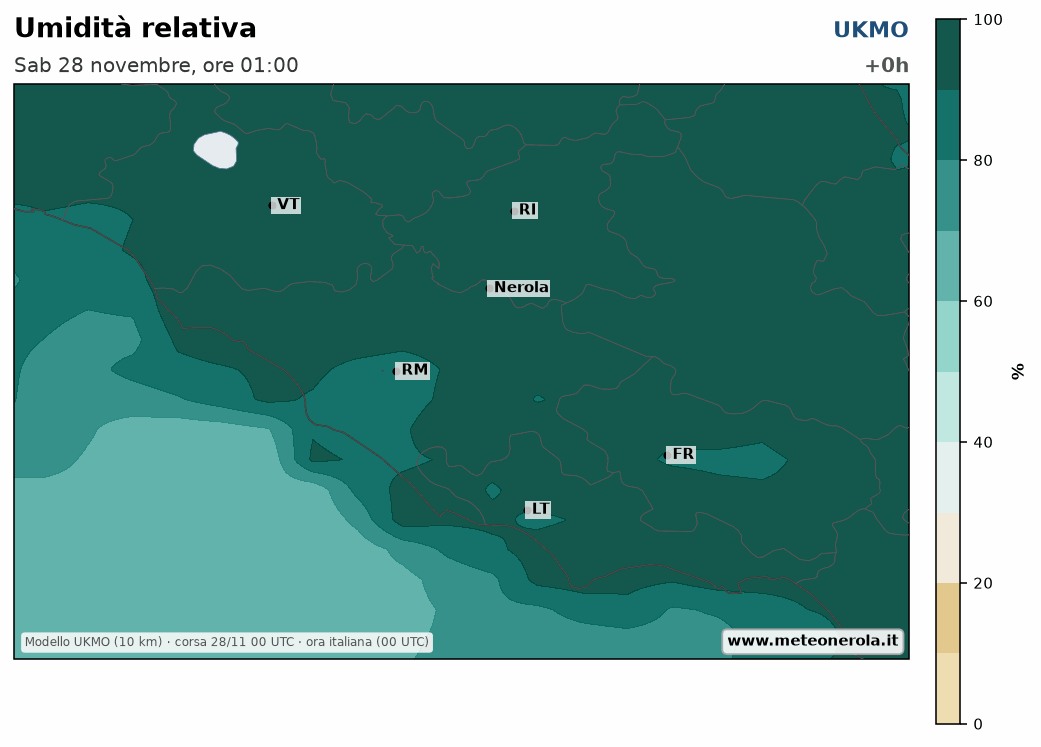 Umidità relativa
UKMO
Sab 28 novembre, ore 01:00
+0h
100
80
60
40
20
0
%
VT
RI
Nerola
RM
FR
LT
Modello UKMO (10 km) · corsa 28/11 00 UTC · ora italiana (00 UTC)
www.meteonerola.it